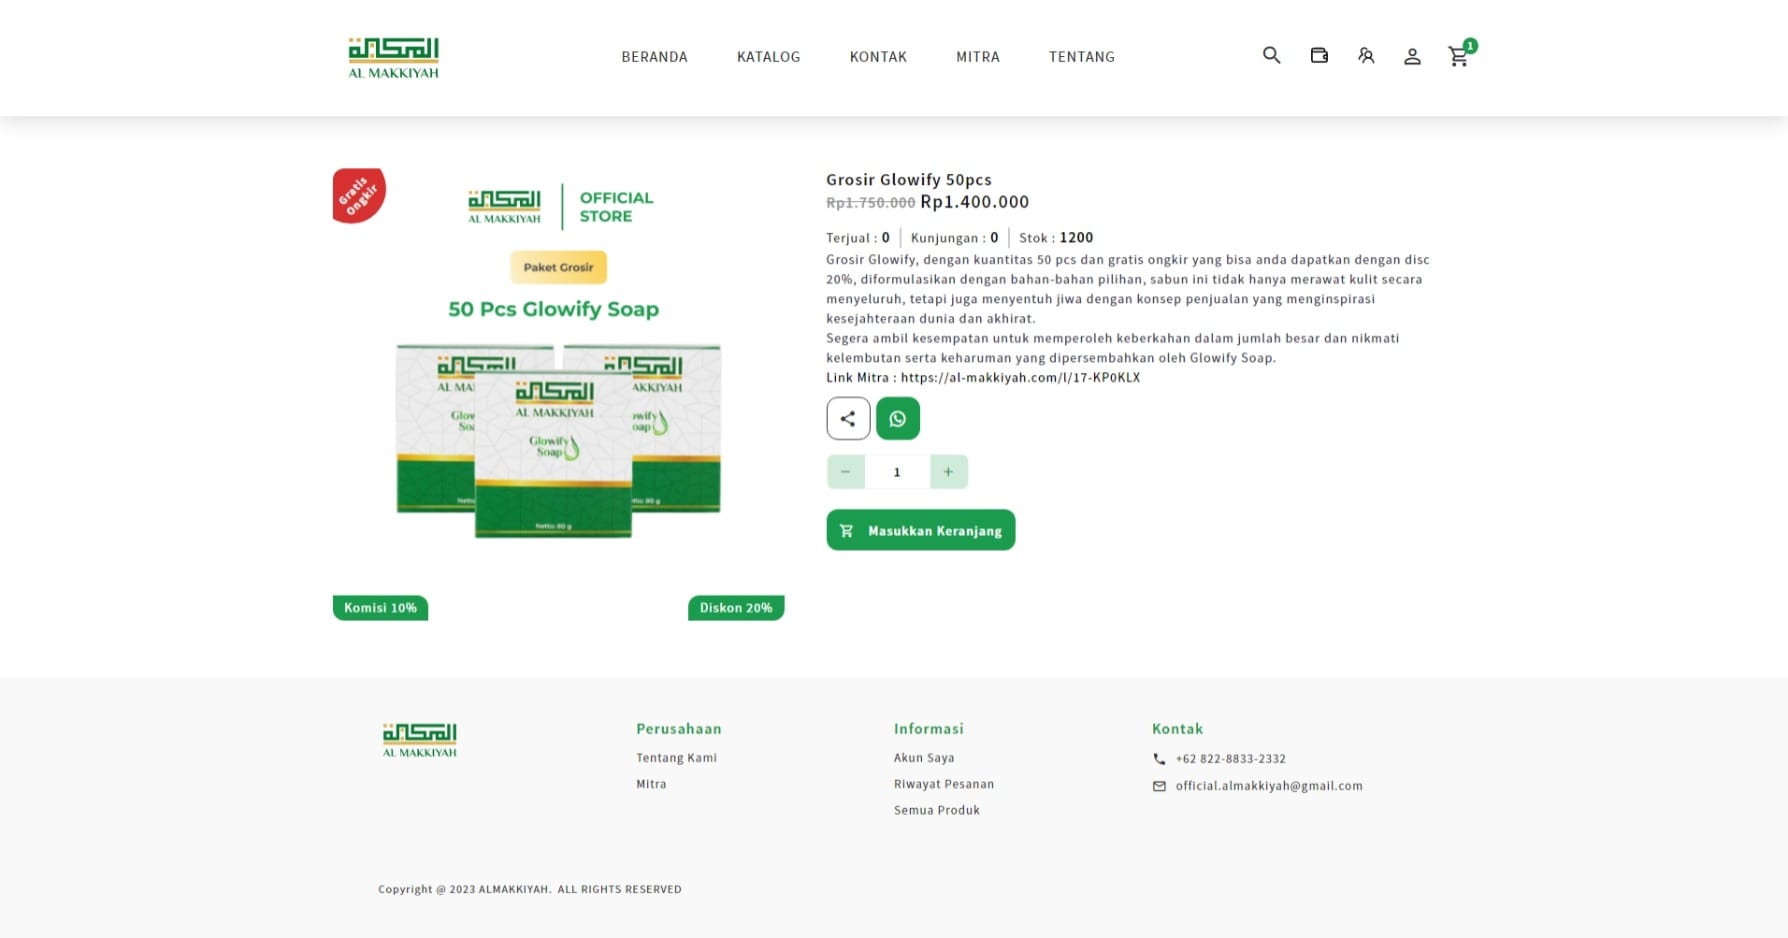 المكية
AL MAKKIYAH
BERANDA
KATALOG
KONTAK
MITRA
TENTANG
1
Gratis
Ongkir
المكية
AL MAKKIYAH
OFFICIAL
STORE
Paket Grosir
50 Pcs Glowify Soap
المكية
AL MAKKIYAH
Glowify
Soap
Netto: 80 g
Komisi 10%
Diskon 20%
Grosir Glowify 50pcs
Rp1.750.000 Rp1.400.000
Terjual : 0 | Kunjungan : 0 | Stok : 1200
Grosir Glowify, dengan kuantitas 50 pcs dan gratis ongkir yang bisa anda dapatkan dengan disc
20%, diformulasikan dengan bahan-bahan pilihan, sabun ini tidak hanya merawat kulit secara
menyeluruh, tetapi juga menyentuh jiwa dengan konsep penjualan yang menginspirasi
kesejahteraan dunia dan akhirat.
Segera ambil kesempatan untuk memperoleh keberkahan dalam jumlah besar dan nikmati
kelembutan serta keharuman yang dipersembahkan oleh Glowify Soap.
Link Mitra : https://al-makkiyah.com/l/17-KP0KLX
− 1 +
Masukkan Keranjang
المكية
AL MAKKIYAH
Perusahaan
Tentang Kami
Mitra
Informasi
Akun Saya
Riwayat Pesanan
Semua Produk
Kontak
+62 822-8833-2332
official.almakkiyah@gmail.com
Copyright @ 2023 ALMAKKIYAH. ALL RIGHTS RESERVED